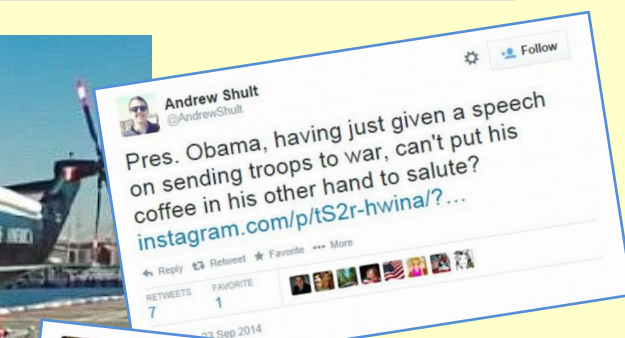 Andrew Shult
@AndrewShult
Follow
Pres. Obama, having just given a speech
on sending troops to war, can't put his
coffee in his other hand to salute?
instagram.com/p/tS2r-hwina/?...
Reply Retweet Favorite More
RETWEETS FAVORITE
7 1
23 Sep 2014